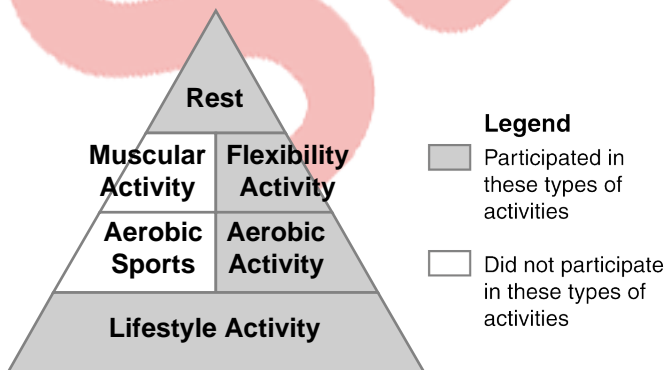 Rest
Muscular
Activity
Flexibility
Activity
Aerobic
Sports
Aerobic
Activity
Lifestyle Activity
Legend
Participated in
these types of
activities
Did not participate
in these types of
activities